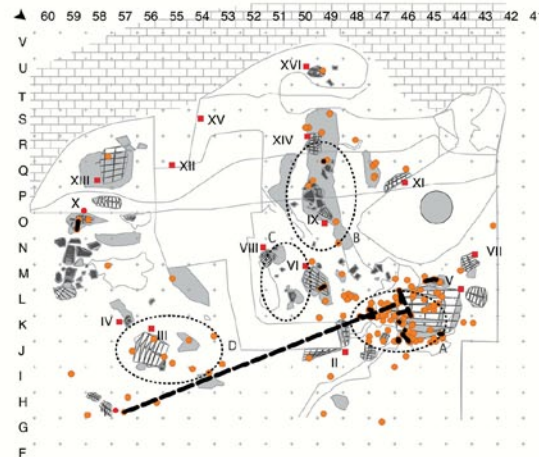 60 59 58 57 56 55 54 53 52 51 50 49 48 47 46 45 44 43 42 41
V
U XVI
T
S XV
R XIV
Q XIII XII XI
P
X IX
O
N C B
VIII VII
M VI
V
L
K IV
III
J D A
II
I
H I
G
F